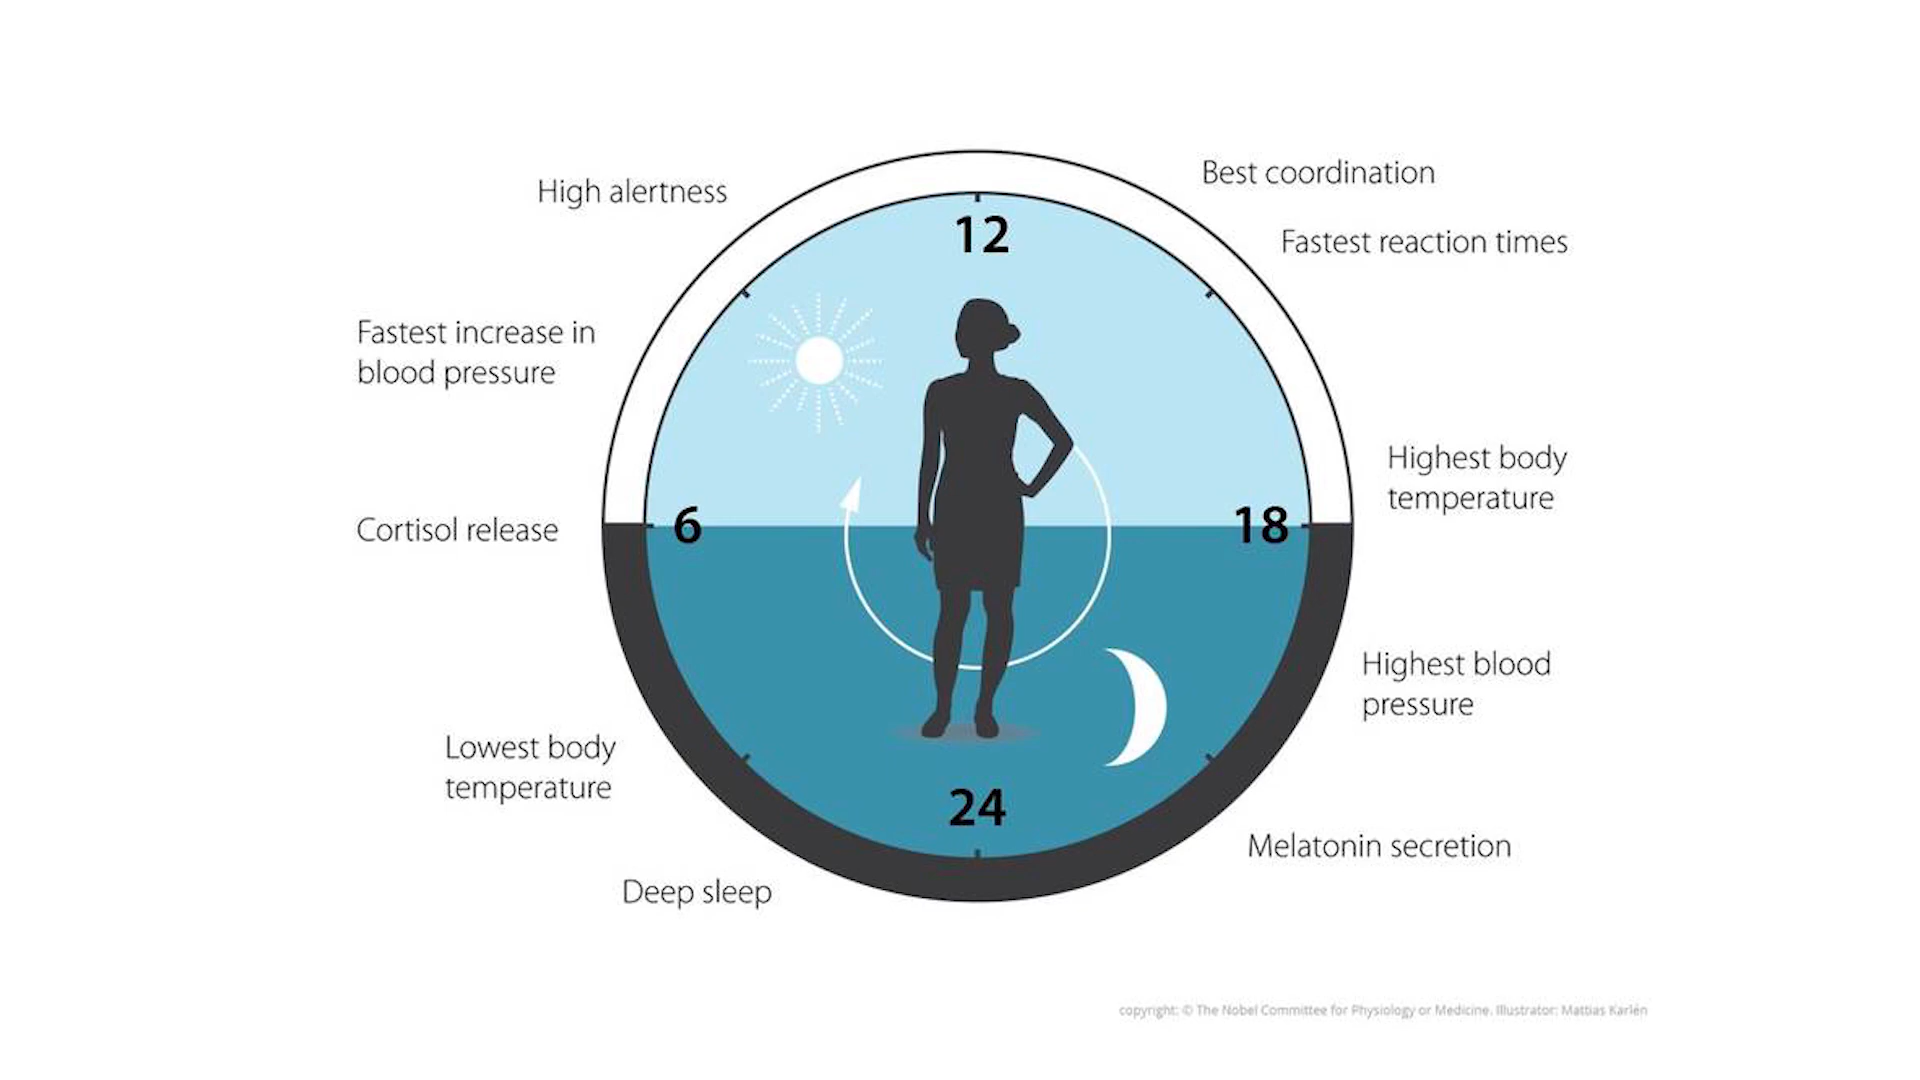 High alertness
Best coordination
12
Fastest reaction times
Fastest increase in
blood pressure
Highest body
temperature
Cortisol release
6
18
Highest blood
pressure
Lowest body
temperature
24
Melatonin secretion
Deep sleep
copyright: © The Nobel Committee for Physiology or Medicine. Illustrator: Mattias Karlén